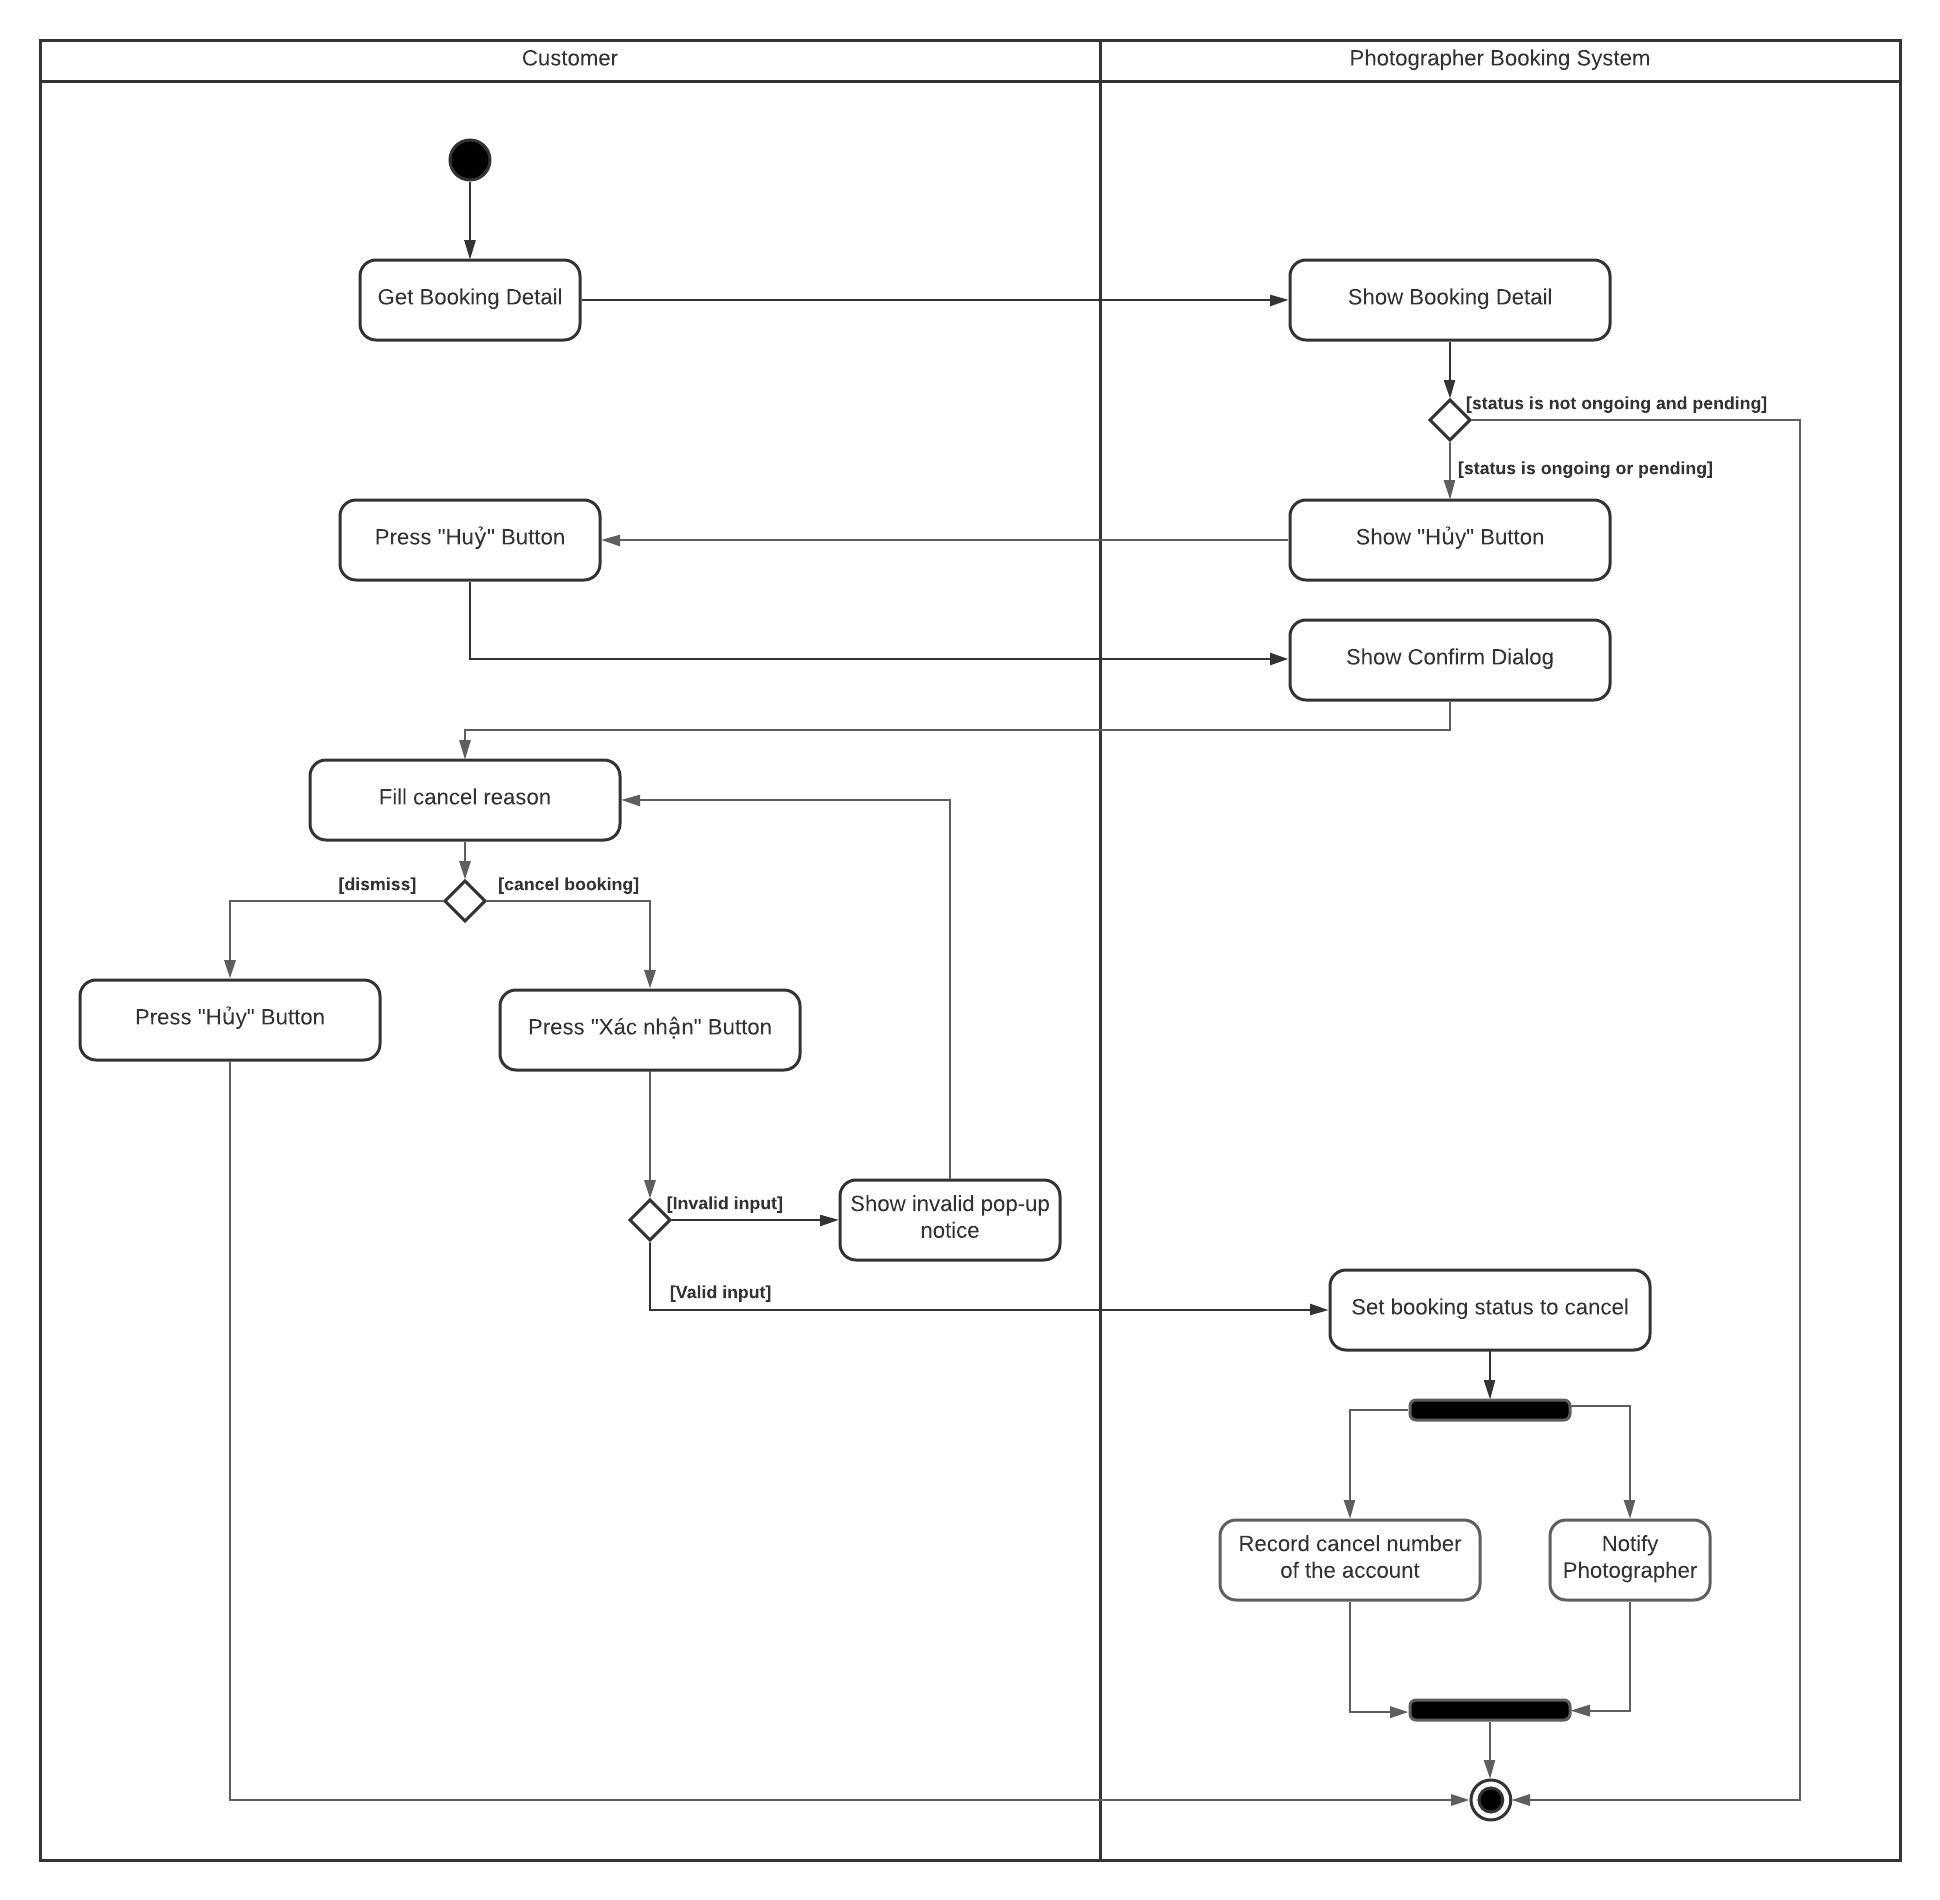 Customer
Photographer Booking System
Get Booking Detail
Show Booking Detail
[status is not ongoing and pending]
[status is ongoing or pending]
Press "Huỷ" Button
Show "Hủy" Button
Show Confirm Dialog
Fill cancel reason
[dismiss]
[cancel booking]
Press "Hủy" Button
Press "Xác nhận" Button
[Invalid input]
Show invalid pop-up
notice
[Valid input]
Set booking status to cancel
Record cancel number
of the account
Notify
Photographer